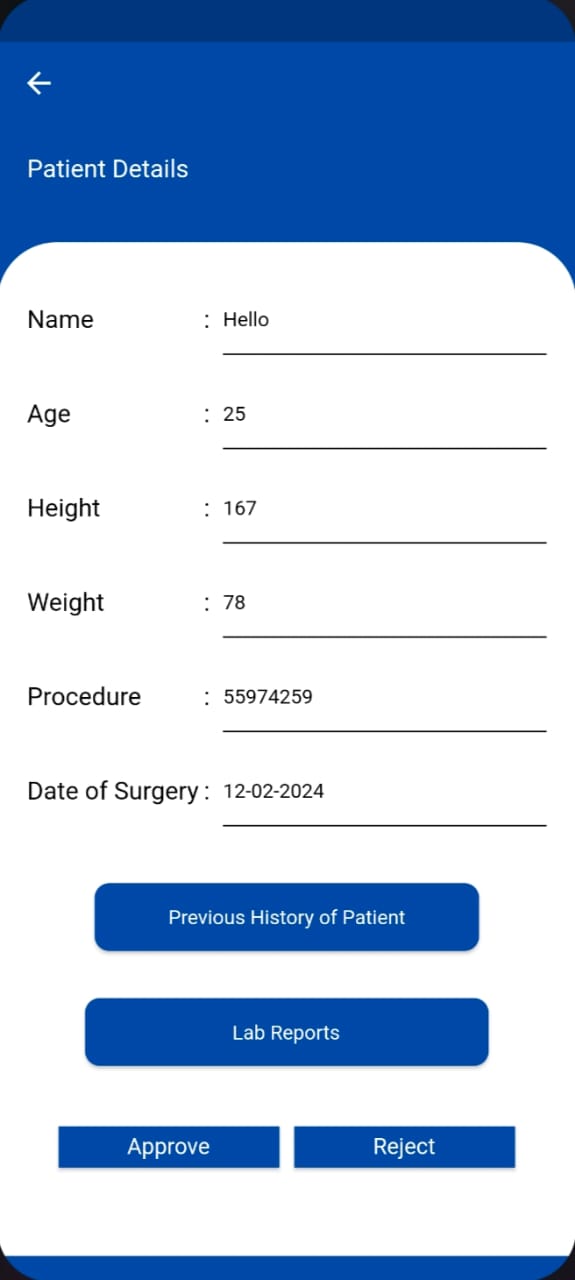 Patient Details
Name : Hello
Age : 25
Height : 167
Weight : 78
Procedure : 55974259
Date of Surgery : 12-02-2024
Previous History of Patient
Lab Reports
Approve Reject